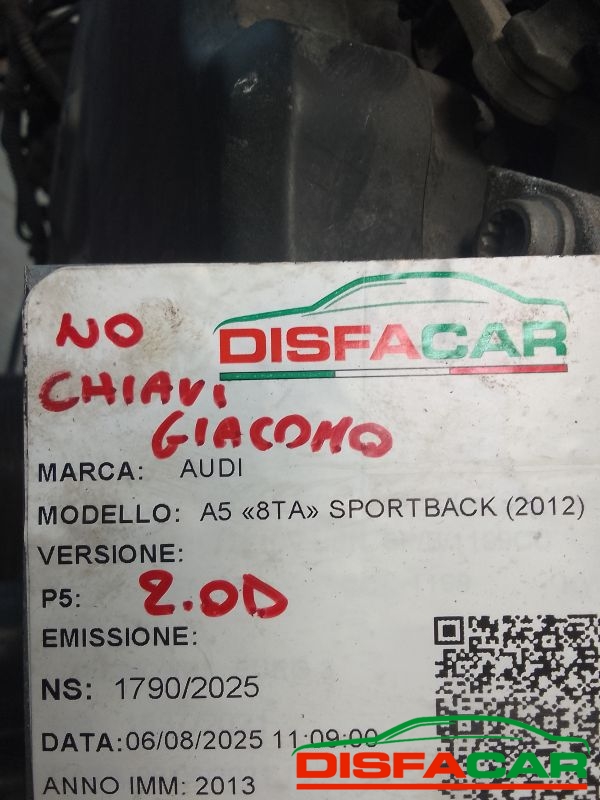 DISFACAR
NO
CHIAVI
GIACOMO
MARCA: AUDI
MODELLO: A5 «8TA» SPORTBACK (2012)
VERSIONE:
P5: 2.0D
EMISSIONE:
NS: 1790/2025
DATA:06/08/2025 11:09:00
ANNO IMM: 2013
DISFACAR